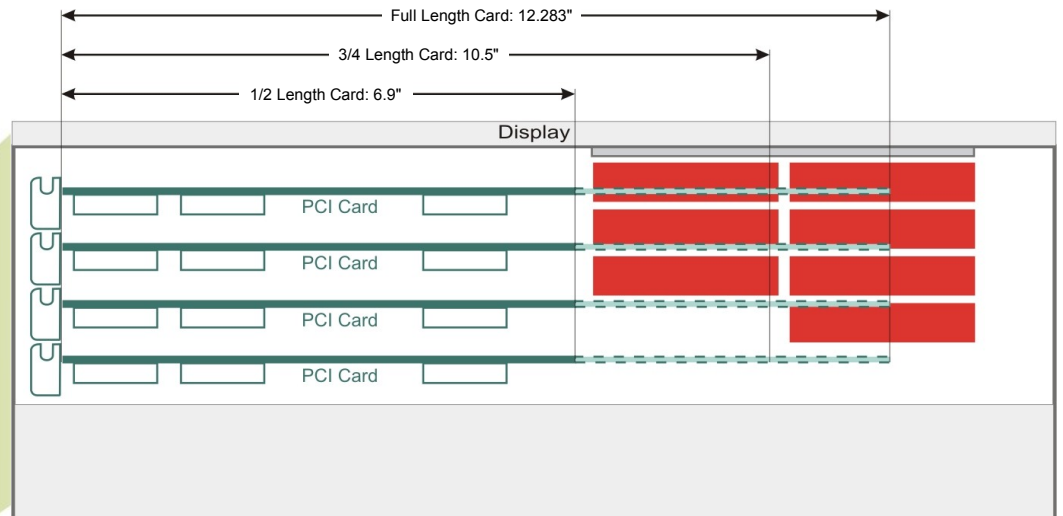 Full Length Card: 12.283"
3/4 Length Card: 10.5"
1/2 Length Card: 6.9"
Display
PCI Card
PCI Card
PCI Card
PCI Card